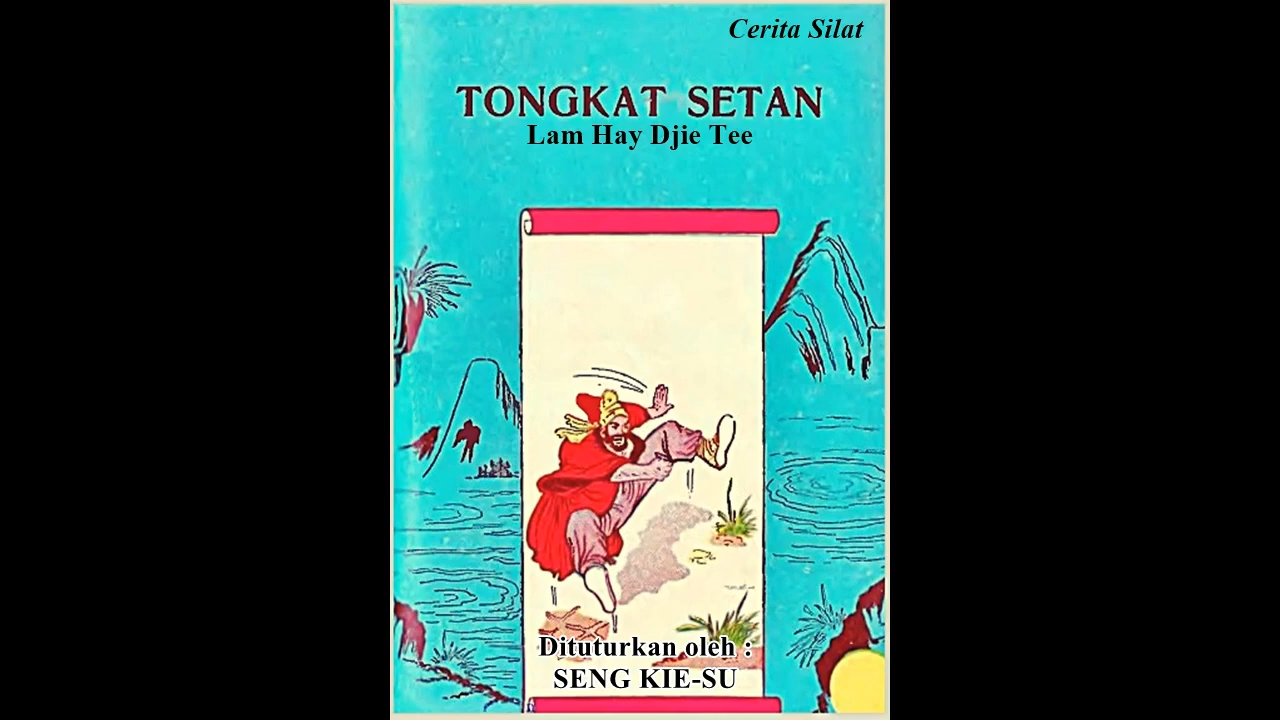 Cerita Silat
TONGKAT SETAN
Lam Hay Djie Tee
Dituturkan oleh :
SENG KIE-SU